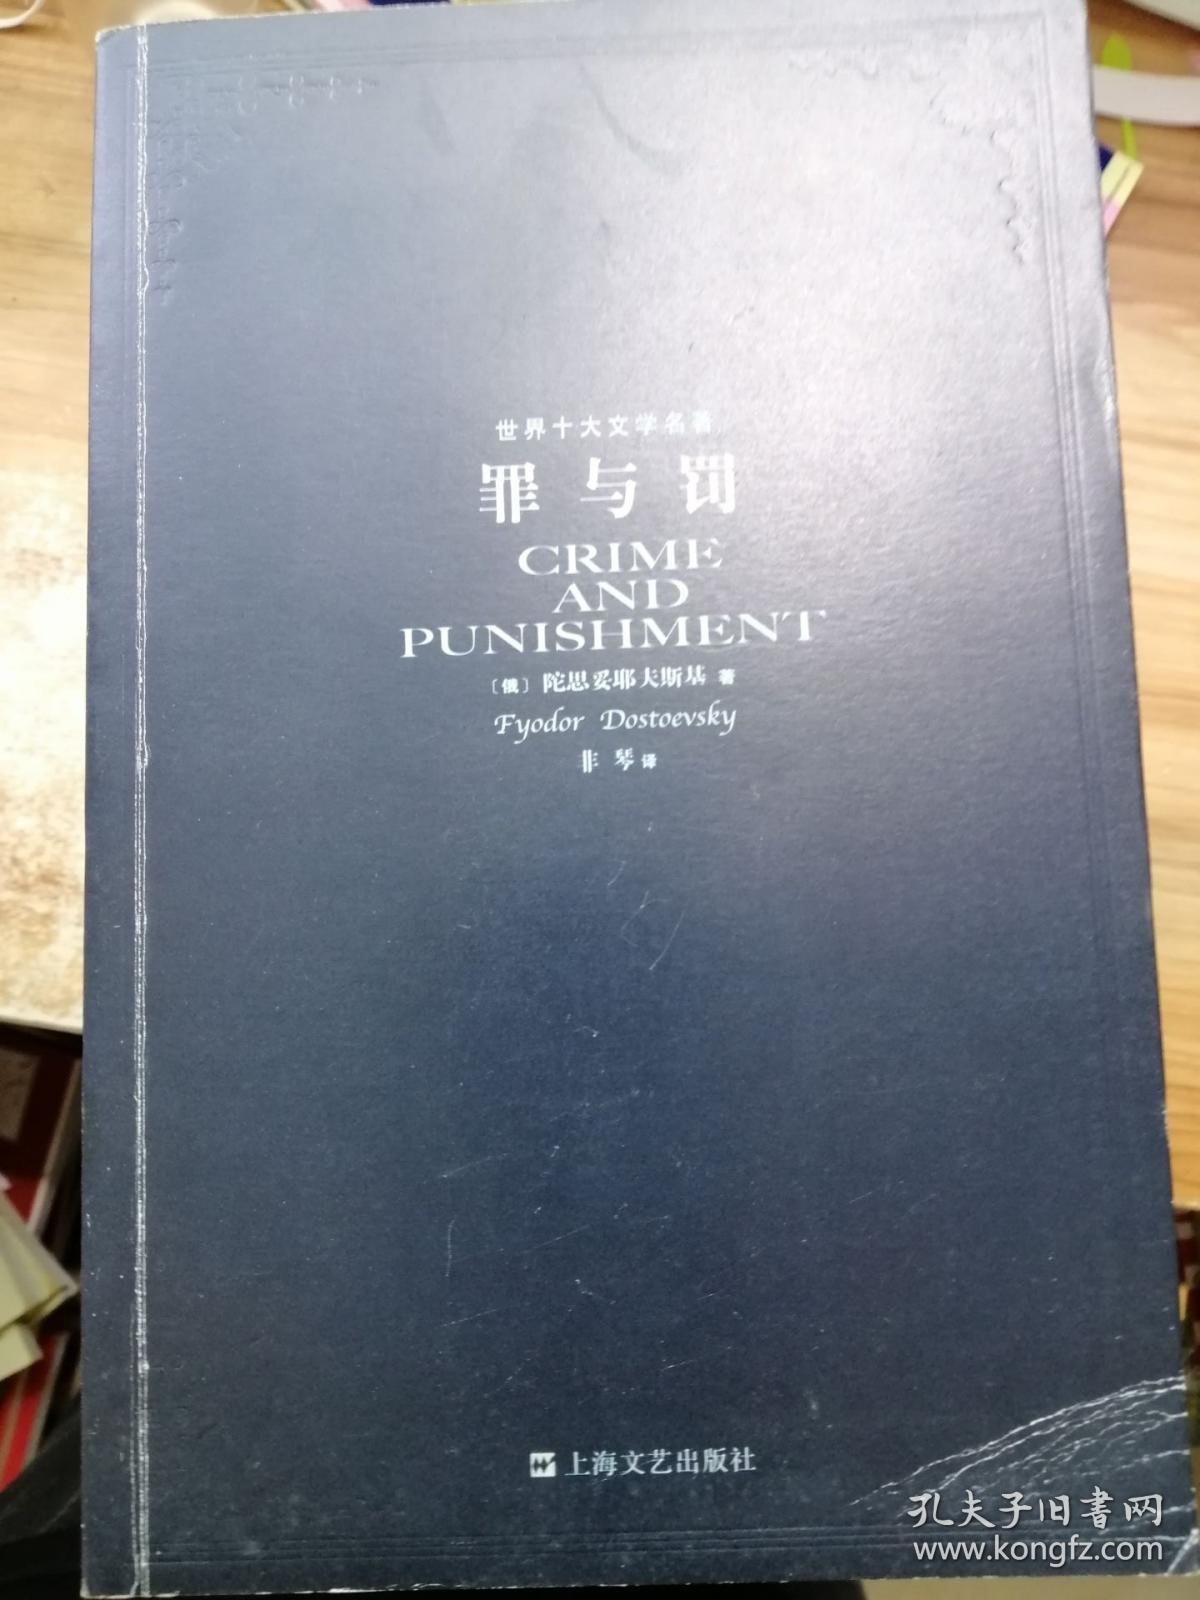 世界十大文学名著
罪与罚
CRIME
AND
PUNISHMENT
〔俄〕陀思妥耶夫斯基 著
Fyodor Dostoevsky
非琴 译
上海文艺出版社
孔夫子旧书网
www.kongfz.com